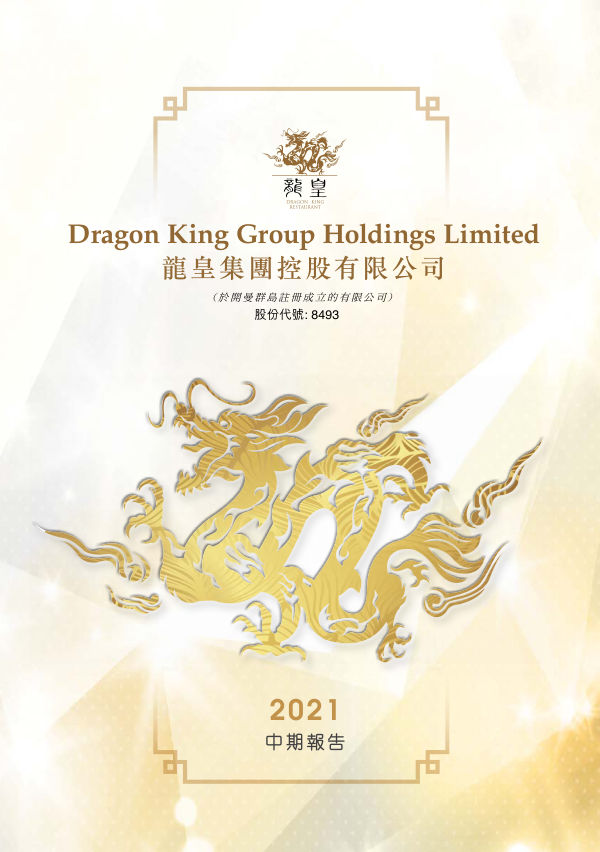 龍皇
DRAGON KING
RESTAURANT
Dragon King Group Holdings Limited
龍皇集團控股有限公司
（於開曼群島註冊成立的有限公司）
股份代號: 8493
2021
中期報告